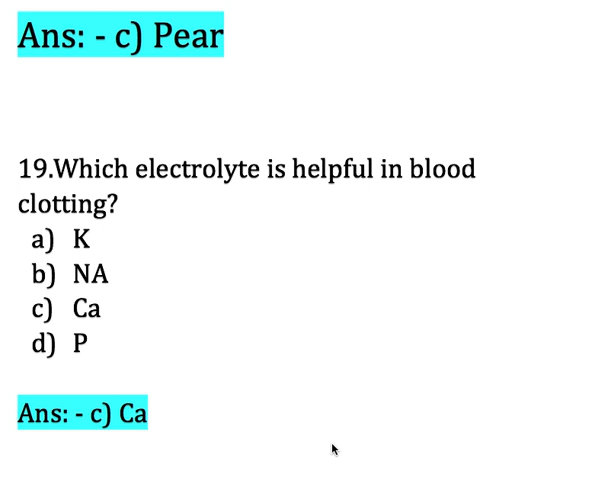 Ans: - c) Pear
19.Which electrolyte is helpful in blood
clotting?
a) K
b) NA
c) Ca
d) P
Ans: - c) Ca